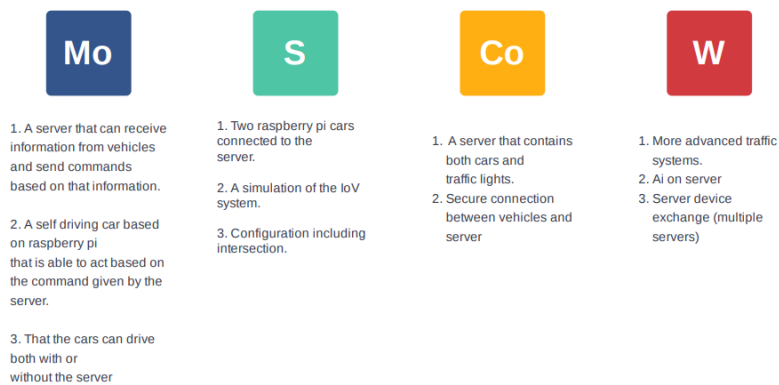 Mo
1. A server that can receive
information from vehicles
and send commands
based on that information.
2. A self driving car based
on raspberry pi
that is able to act based on
the command given by the
server.
3. That the cars can drive
both with or
without the server
S
1. Two raspberry pi cars
connected to the
server.
2. A simulation of the IoV
system.
3. Configuration including
intersection.
Co
1. A server that contains
both cars and
traffic lights.
2. Secure connection
between vehicles and
server
W
1. More advanced traffic
systems.
2. Ai on server
3. Server device
exchange (multiple
servers)